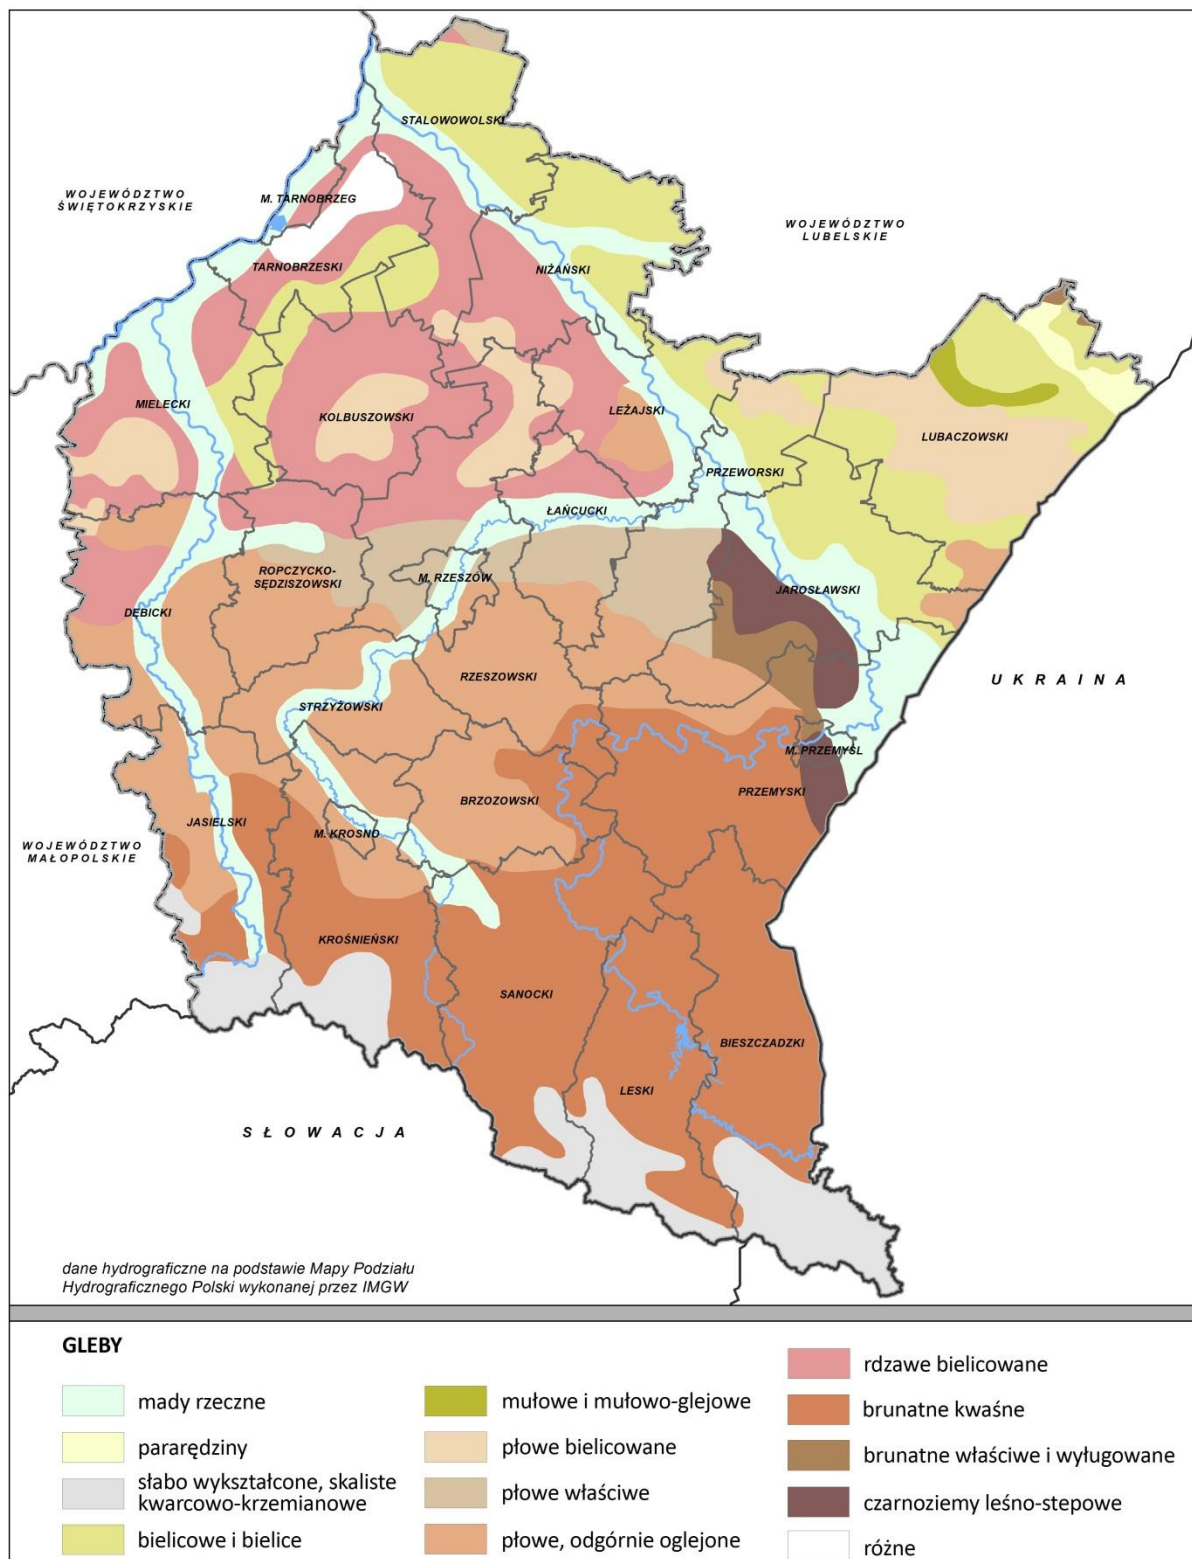 STALOWOWOLSKI
WOJEWÓDZTWO
ŚWIĘTOKRZYSKIE
M. TARNOBRZEG
WOJEWÓDZTWO
LUBELSKIE
TARNOBRZESKI
NIŻAŃSKI
MIELECKI
KOLBUSZOWSKI
LEŻAJSKI
LUBACZOWSKI
PRZEWORSKI
ŁAŃCUCKI
ROPCZYCKO-
SĘDZISZOWSKI
M. RZESZÓW
JAROSŁAWSKI
DĘBICKI
RZESZOWSKI
UKRAINA
STRZYŻOWSKI
M. PRZEMYŚL
PRZEMYSKI
BRZOZOWSKI
JASIELSKI
M. KROSNO
WOJEWÓDZTWO
MAŁOPOLSKIE
KROŚNIEŃSKI
SANOCKI
BIESZCZADZKI
LESKI
SŁOWACJA
dane hydrograficzne na podstawie Mapy Podziału
Hydrograficznego Polski wykonanej przez IMGW
GLEBY
mady rzeczne
pararędziny
słabo wykształcone, skaliste
kwarcowo-krzemianowe
bielicowe i bielice
mułowe i mułowo-glejowe
płowe bielicowane
płowe właściwe
płowe, odgórnie oglejone
rdzawe bielicowane
brunatne kwaśne
brunatne właściwe i wyługowane
czarnoziemy leśno-stepowe
różne